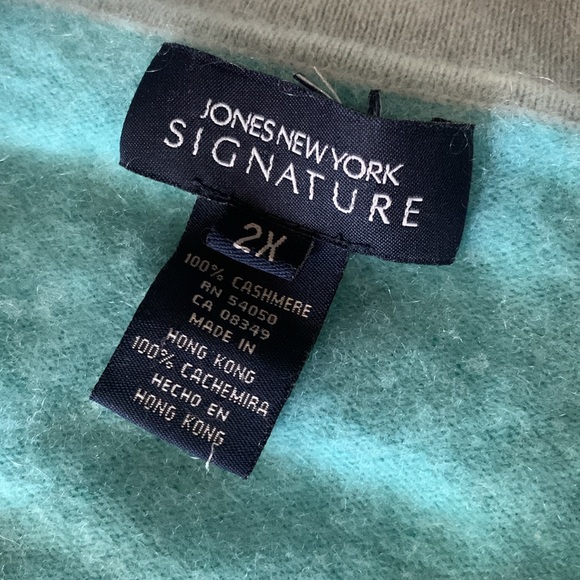 JONES NEW YORK
SIGNATURE
2X
100% CASHMERE
RN 54050
CA 08349
MADE IN
HONG KONG
100% CACHEMIRA
HECHO EN
HONG KONG